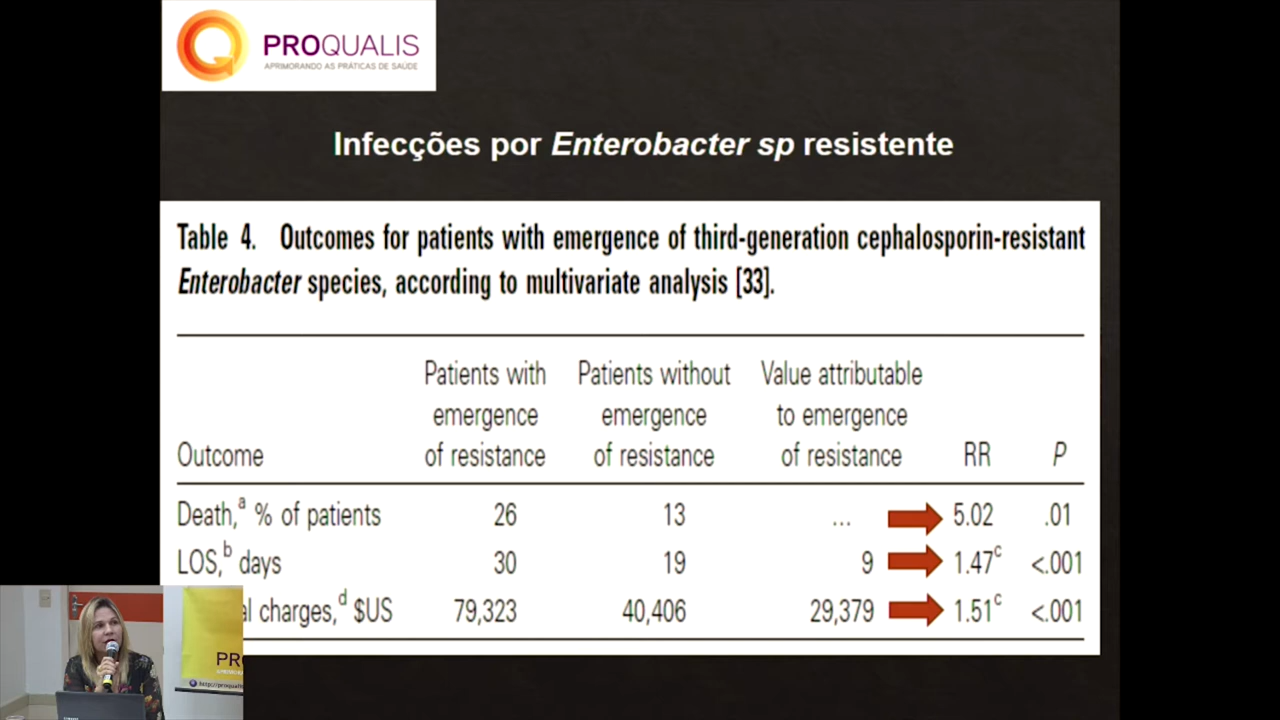 PROQUALIS
APRIMORANDO AS PRÁTICAS DE SAÚDE
Infecções por Enterobacter sp resistente
Table 4. Outcomes for patients with emergence of third-generation cephalosporin-resistant
Enterobacter species, according to multivariate analysis [33].
Outcome Patients with emergence of resistance Patients without emergence of resistance Value attributable to emergence of resistance RR P
Death,a % of patients 26 13 ... 5.02 .01
LOS,b days 30 19 9 1.47c <.001
al charges,d $US 79,323 40,406 29,379 1.51c <.001
PR